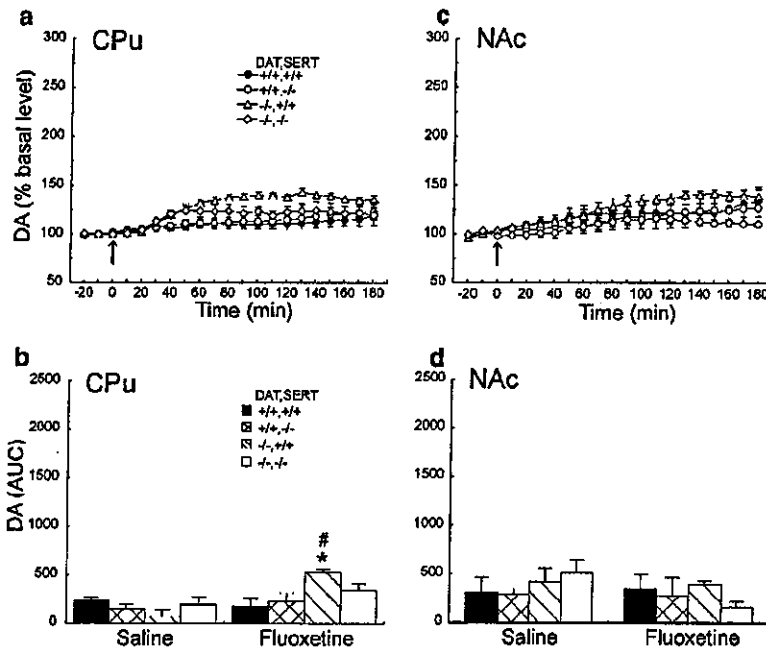 a
CPu
DAT,SERT
+/+,+/+
+/+,-/-
-/-,+/+
-/-,-/-
DA (% basal level)
300
250
200
150
100
50
-20 0 20 40 60 80 100 120 140 160 180
Time (min)
c
NAc
300
250
200
150
100
50
-20 0 20 40 60 80 100 120 140 160 180
Time (min)
b
CPu
DAT,SERT
+/+,+/+
+/+,-/-
-/-,+/+
-/-,-/-
DA (AUC)
2500
2000
1500
1000
500
0
#
*
Saline
Fluoxetine
d
NAc
2500
2000
1500
1000
500
0
Saline
Fluoxetine